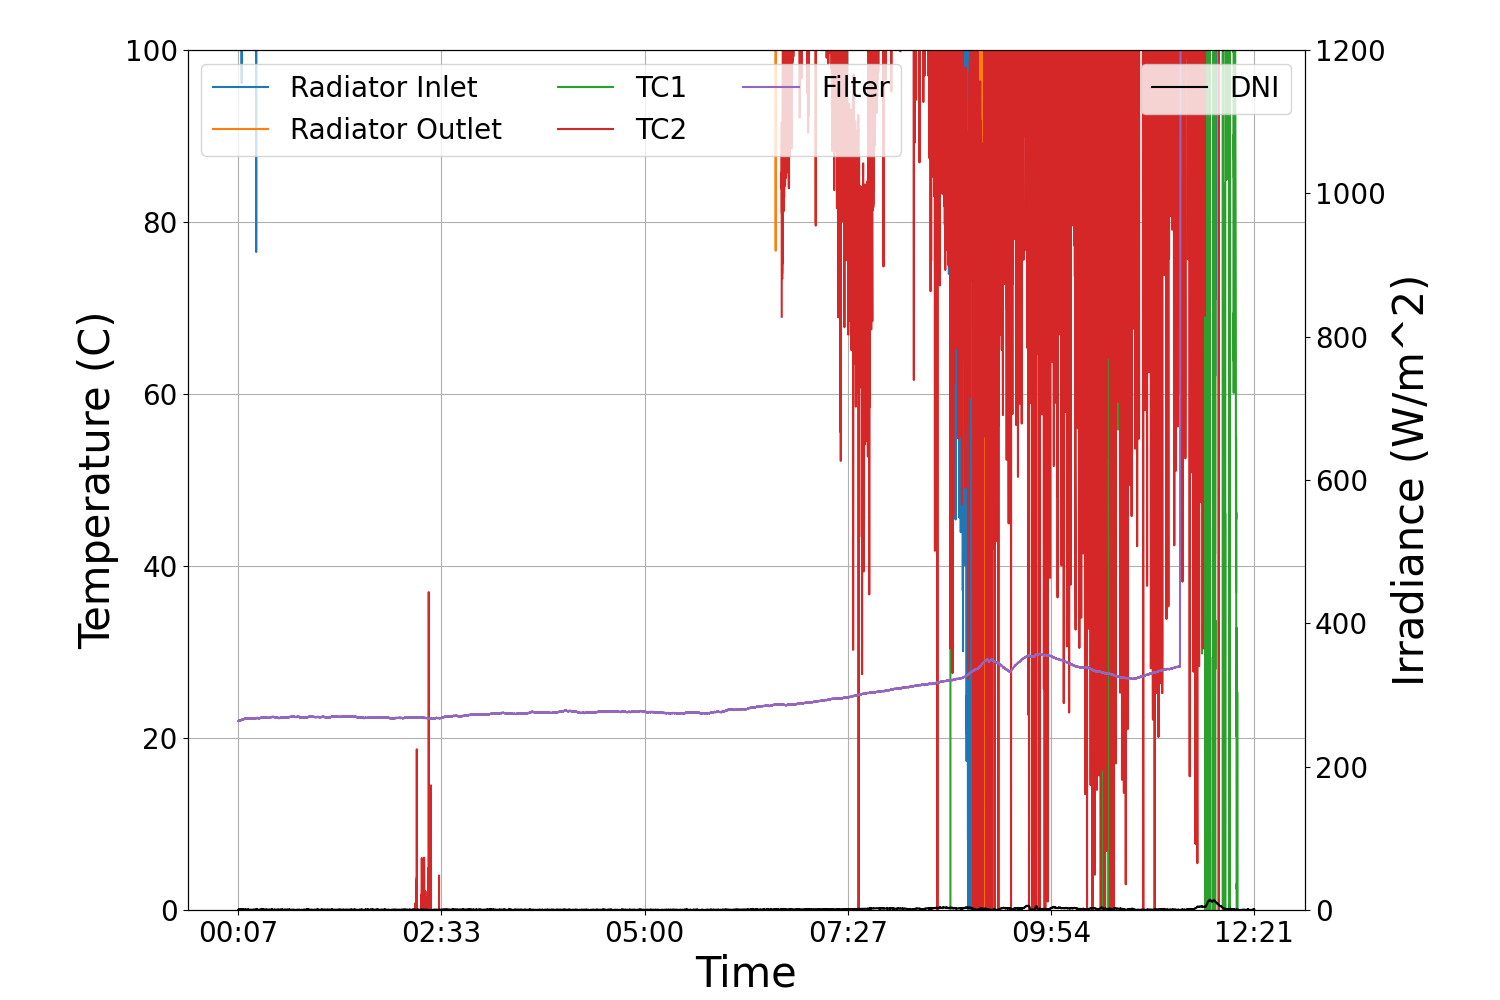 100
80
60
40
20
0
Temperature (C)
Radiator Inlet
Radiator Outlet
TC1
TC2
Filter
DNI
1200
1000
800
600
400
200
0
Irradiance (W/m^2)
00:07
02:33
05:00
07:27
09:54
12:21
Time